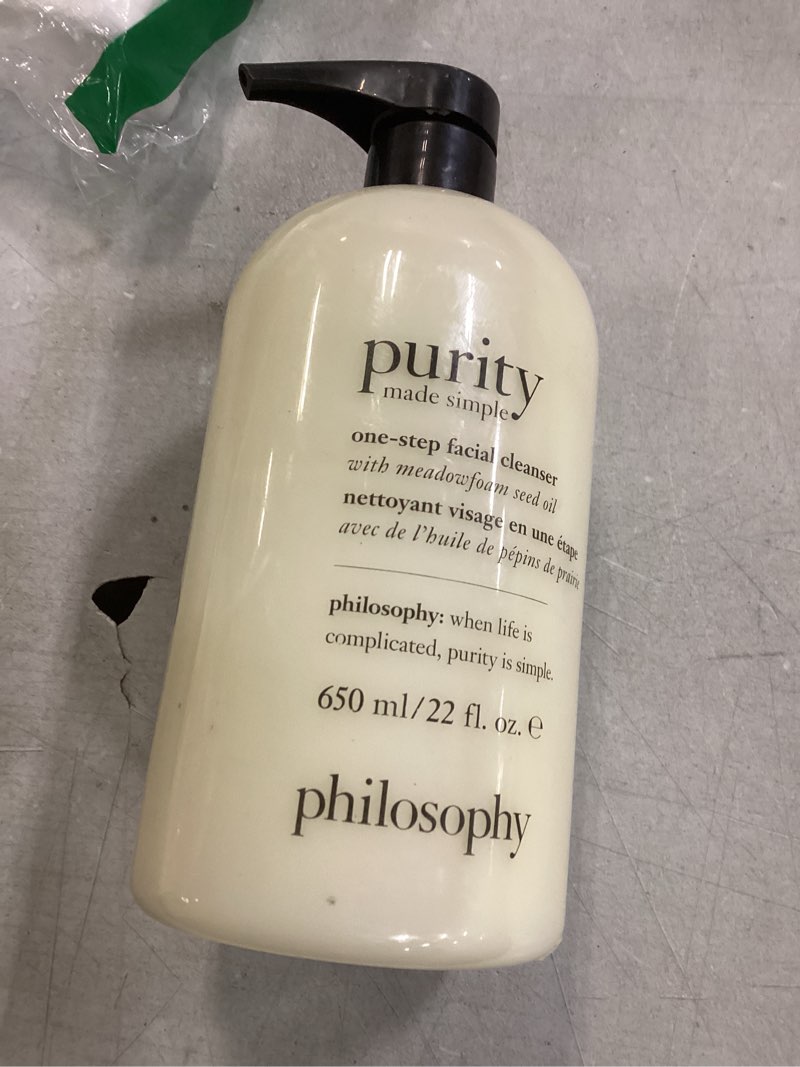 purity
made simple
one-step facial cleanser
with meadowfoam seed oil
nettoyant visage en une étape
avec de l'huile de pépins de prairie
philosophy: when life is
complicated, purity is simple.
650 ml/22 fl. oz. ℮
philosophy